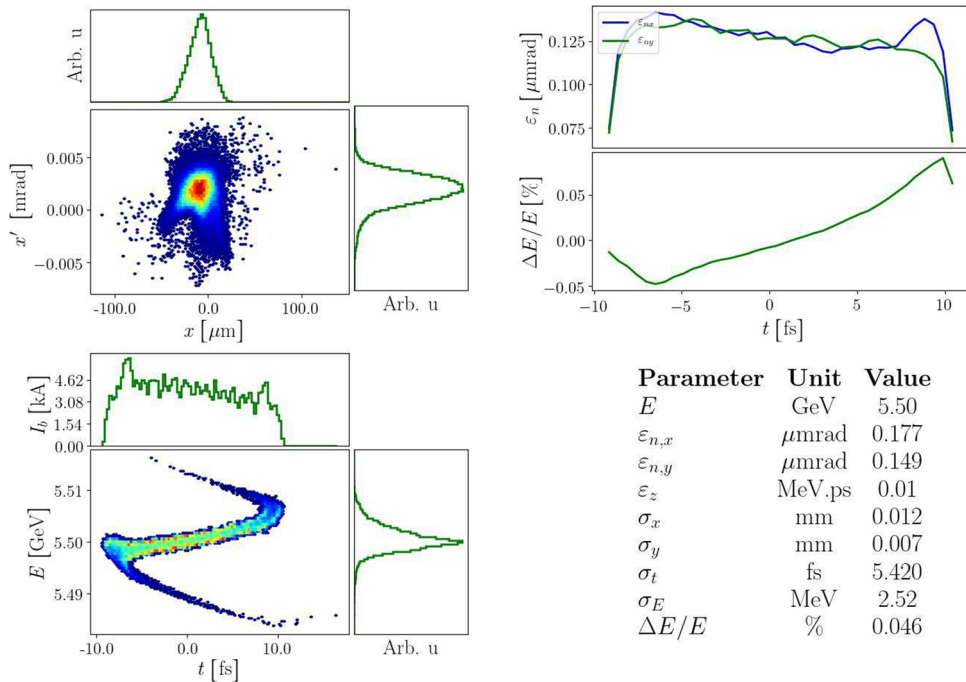 Arb. u
x′ [mrad]
0.005
0.000
−0.005
-100.0 0.0 100.0
x [μm]
Arb. u
ε_n [μmrad]
0.125
0.100
0.075
ε_nx
ε_ny
ΔE/E [%]
0.05
0.00
−0.05
−10 −5 0 5 10
t [fs]
I_b [kA]
4.62
3.08
1.54
0.00
E [GeV]
5.51
5.50
5.49
-10.0 0.0 10.0
t [fs]
Arb. u
Parameter Unit Value
E GeV 5.50
ε_n,x μmrad 0.177
ε_n,y μmrad 0.149
ε_z MeV.ps 0.01
σ_x mm 0.012
σ_y mm 0.007
σ_t fs 5.420
σ_E MeV 2.52
ΔE/E % 0.046